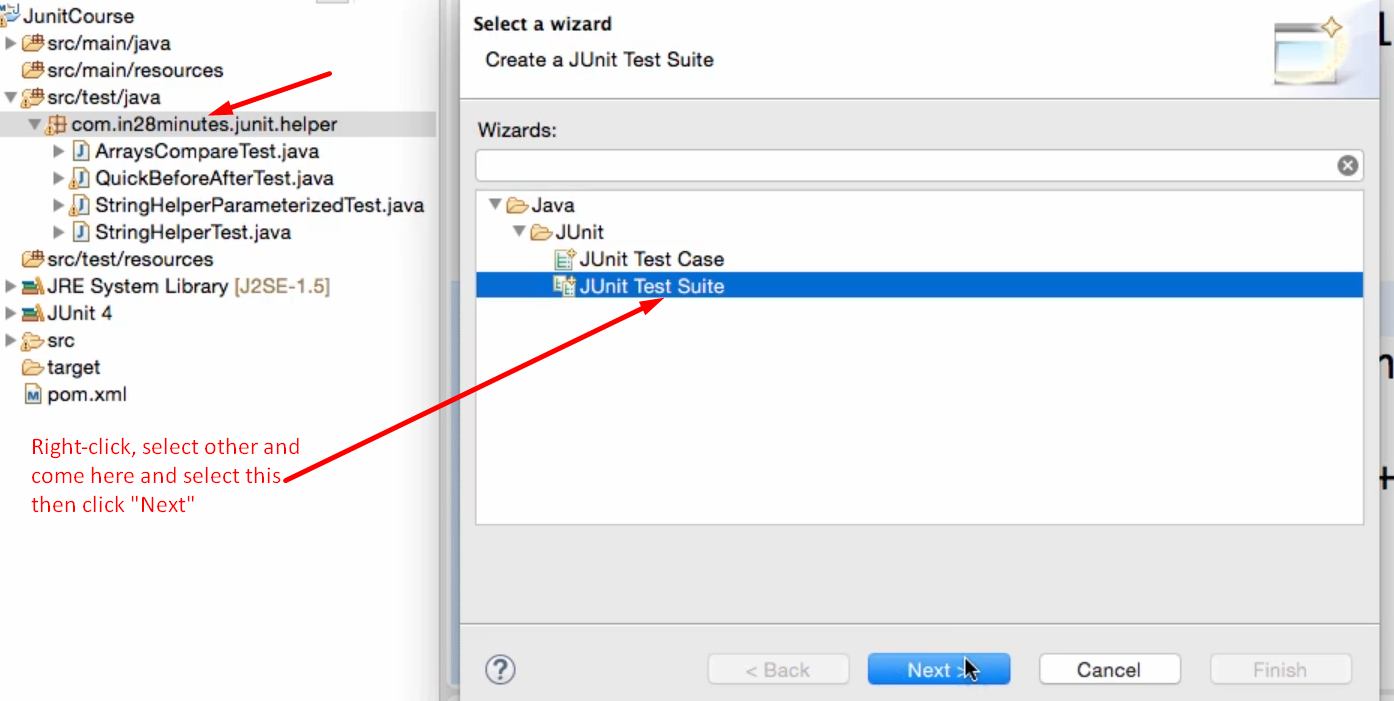 JunitCourse
src/main/java
src/main/resources
src/test/java
com.in28minutes.junit.helper
ArraysCompareTest.java
QuickBeforeAfterTest.java
StringHelperParameterizedTest.java
StringHelperTest.java
src/test/resources
JRE System Library [J2SE-1.5]
JUnit 4
src
target
pom.xml
Right-click, select other and
come here and select this
then click "Next"
Select a wizard
Create a JUnit Test Suite
Wizards:
Java
JUnit
JUnit Test Case
JUnit Test Suite
?
< Back
Next >
Cancel
Finish